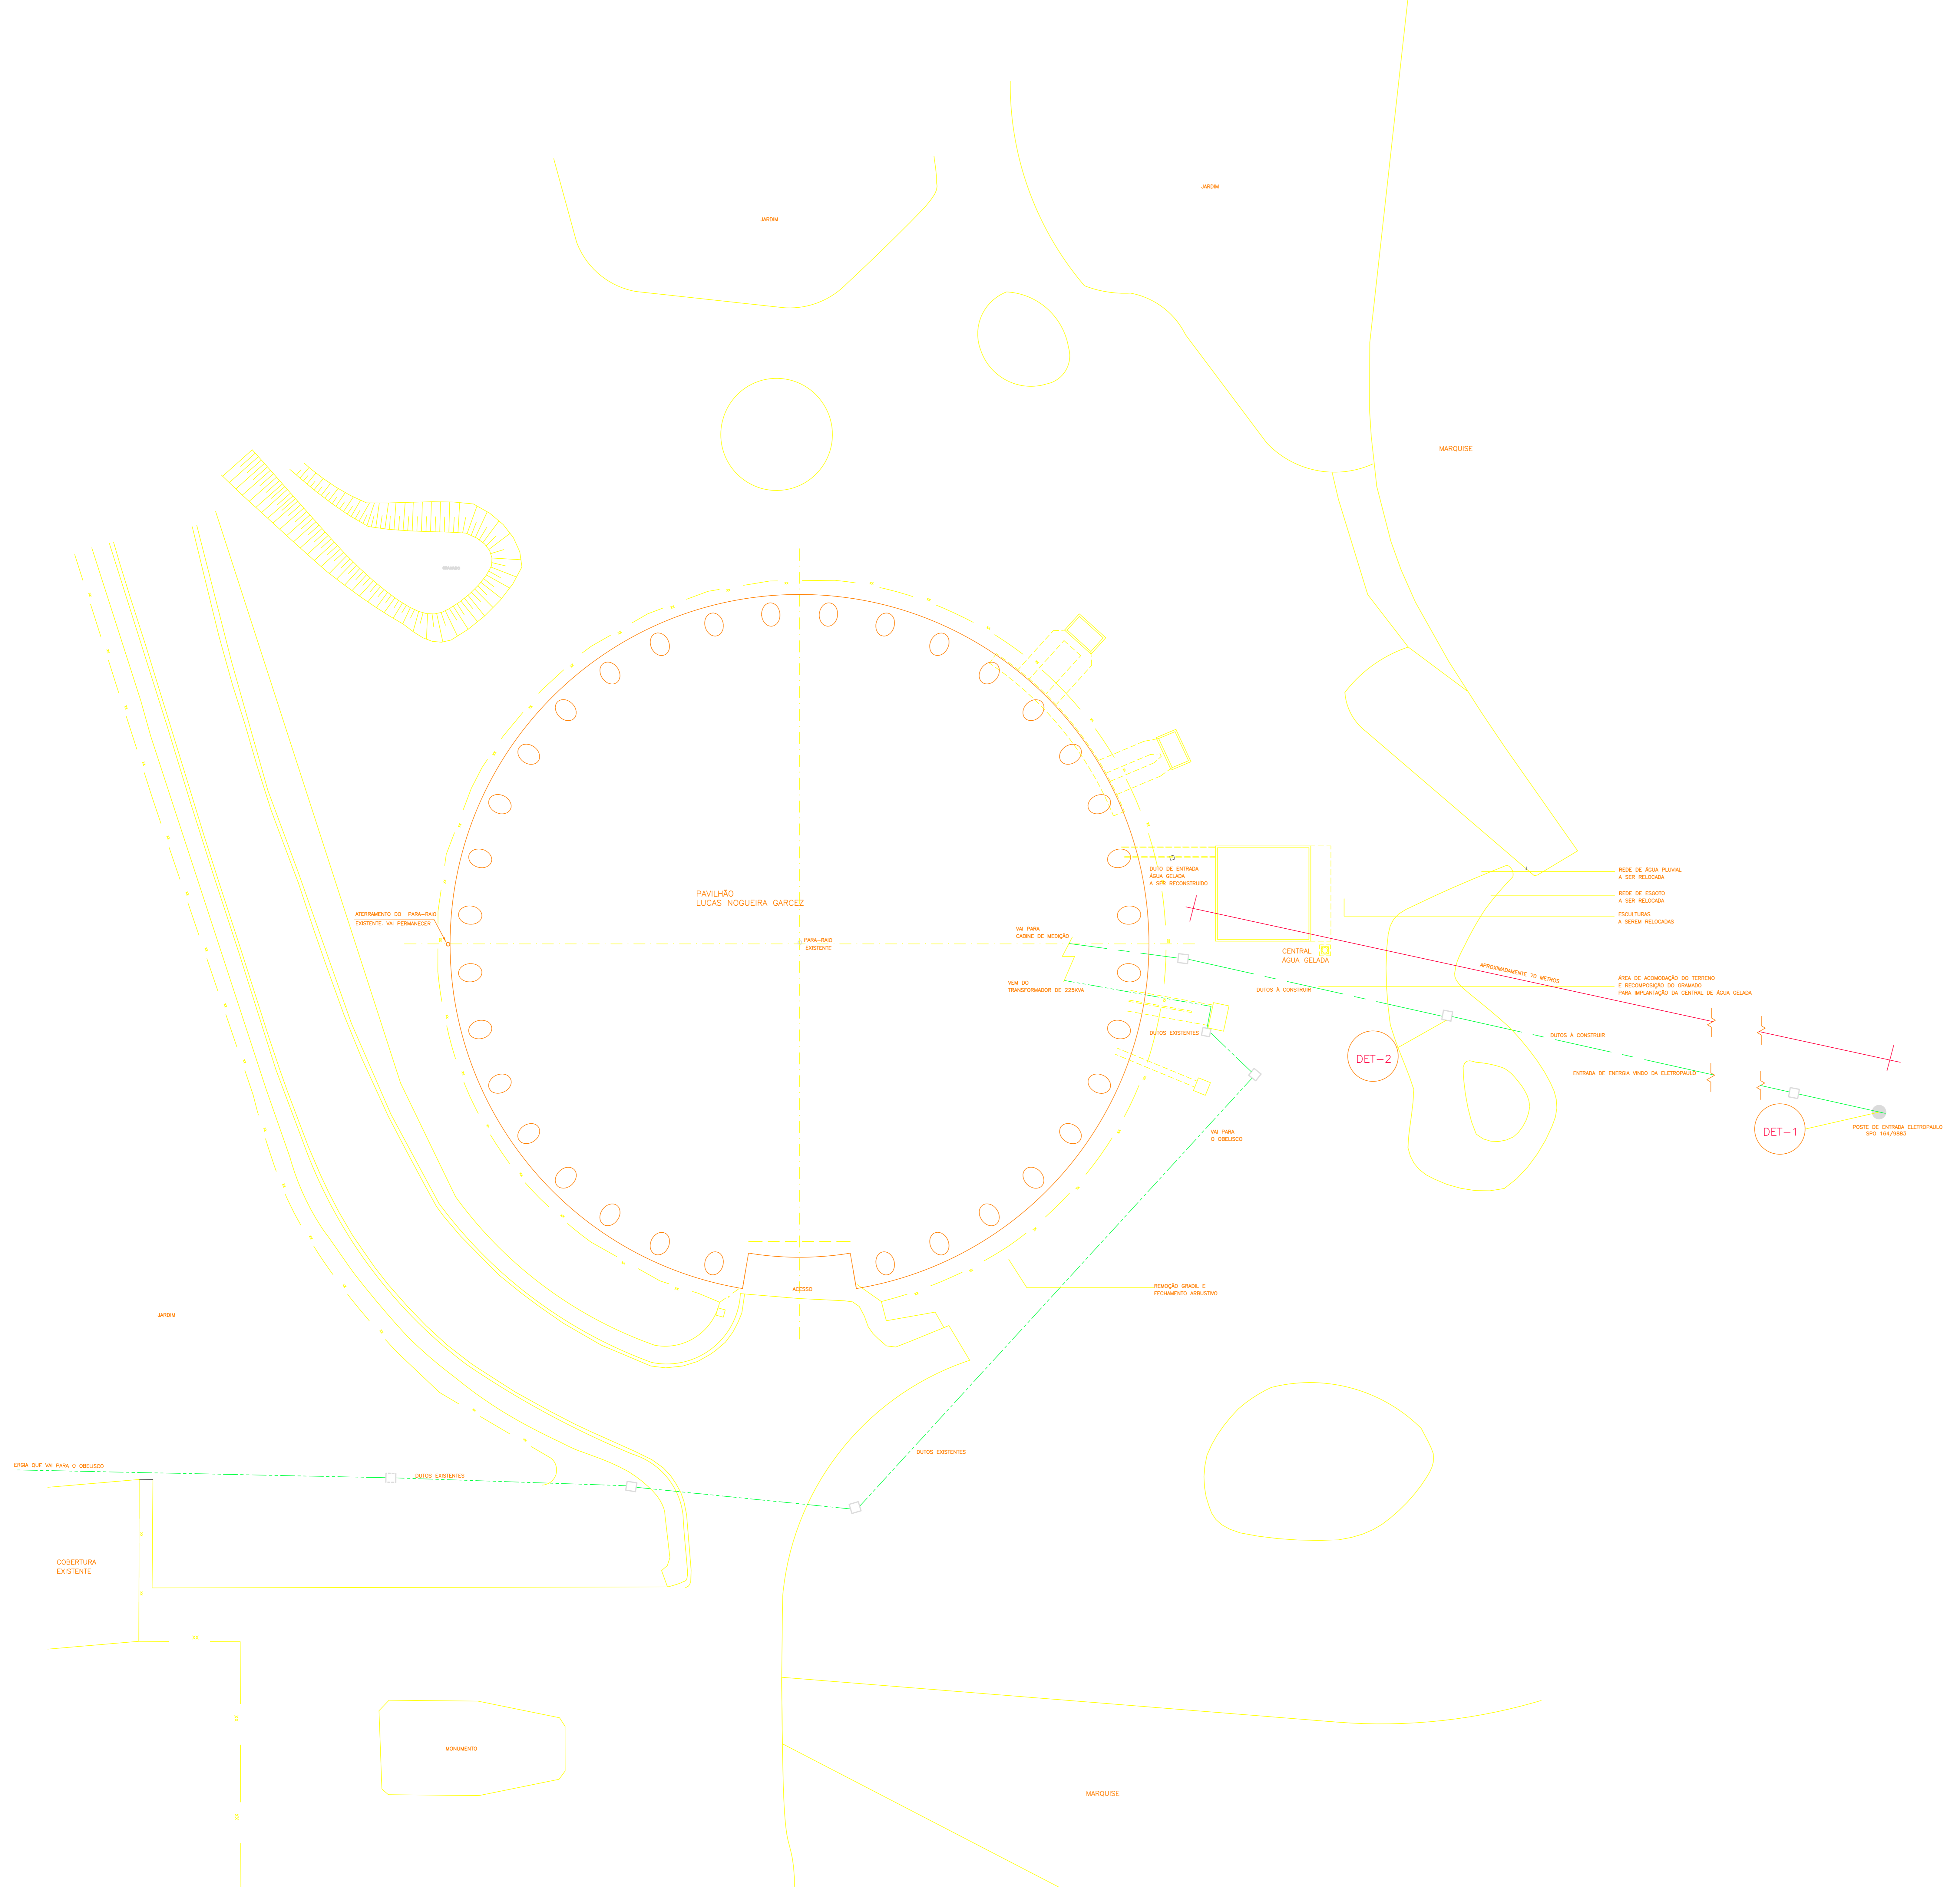 JARDIM
JARDIM
MARQUISE
PAVILHÃO
LUCAS NOGUEIRA GARCEZ
ATERRAMENTO DO PARA-RAIO
EXISTENTE, VAI PERMANECER
PARA-RAIO
EXISTENTE
DUTO DE ENTRADA
ÁGUA GELADA
A SER RECONSTRUIDO
REDE DE ÁGUA PLUVIAL
A SER RELOCADA
REDE DE ESGOTO
A SER RELOCADA
ESCULTURAS
A SEREM RELOCADAS
VAI PARA
CABINE DE MEDIÇÃO
CENTRAL
ÁGUA GELADA
APROXIMADAMENTE 70 METROS
ÁREA DE ACOMODAÇÃO DO TERRENO
E RECOMPOSIÇÃO DO GRAMADO
PARA IMPLANTAÇÃO DA CENTRAL DE ÁGUA GELADA
VEM DO
TRANSFORMADOR DE 225KVA
DUTOS À CONSTRUIR
DUTOS EXISTENTES
DUTOS À CONSTRUIR
DET-2
ENTRADA DE ENERGIA VINDO DA ELETROPAULO
DET-1
POSTE DE ENTRADA ELETROPAULO
SPO 164/9883
VAI PARA
O OBELISCO
REMOÇÃO GRADIL E
FECHAMENTO ARBUSTIVO
ACESSO
JARDIM
DUTOS EXISTENTES
ERGIA QUE VAI PARA O OBELISCO
DUTOS EXISTENTES
COBERTURA
EXISTENTE
MONUMENTO
MARQUISE